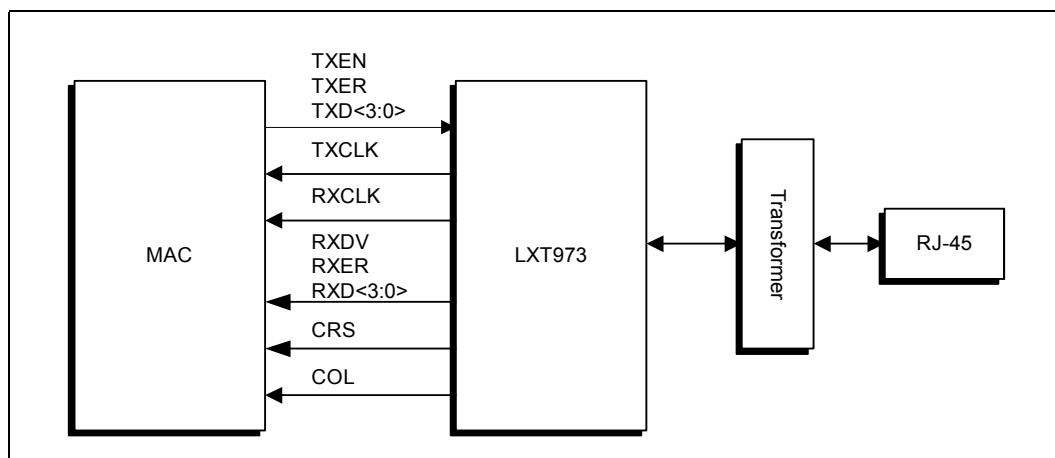 TXEN
TXER
TXD<3:0>
TXCLK
RXCLK
RXDV
RXER
RXD<3:0>
CRS
COL
MAC
LXT973
Transformer
RJ-45